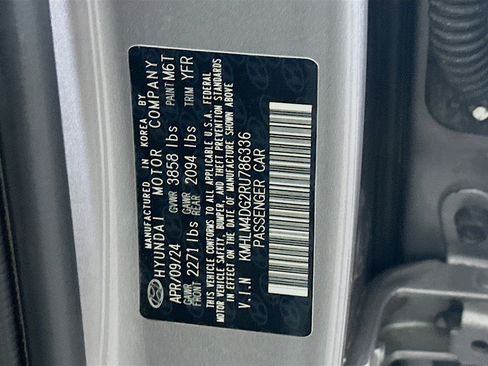 MANUFACTURED IN KOREA BY
HYUNDAI MOTOR COMPANY
APR/09/24 GVWR 3858 lbs PAINT M6T
GAWR FRONT 2271 lbs GAWR REAR 2094 lbs TRIM YFR
THIS VEHICLE CONFORMS TO ALL APPLICABLE U.S.A. FEDERAL
MOTOR VEHICLE SAFETY, BUMPER, AND THEFT PREVENTION STANDARDS
IN EFFECT ON THE DATE OF MANUFACTURE SHOWN ABOVE.
V.I.N KMHLM4DG2RU786336
PASSENGER CAR